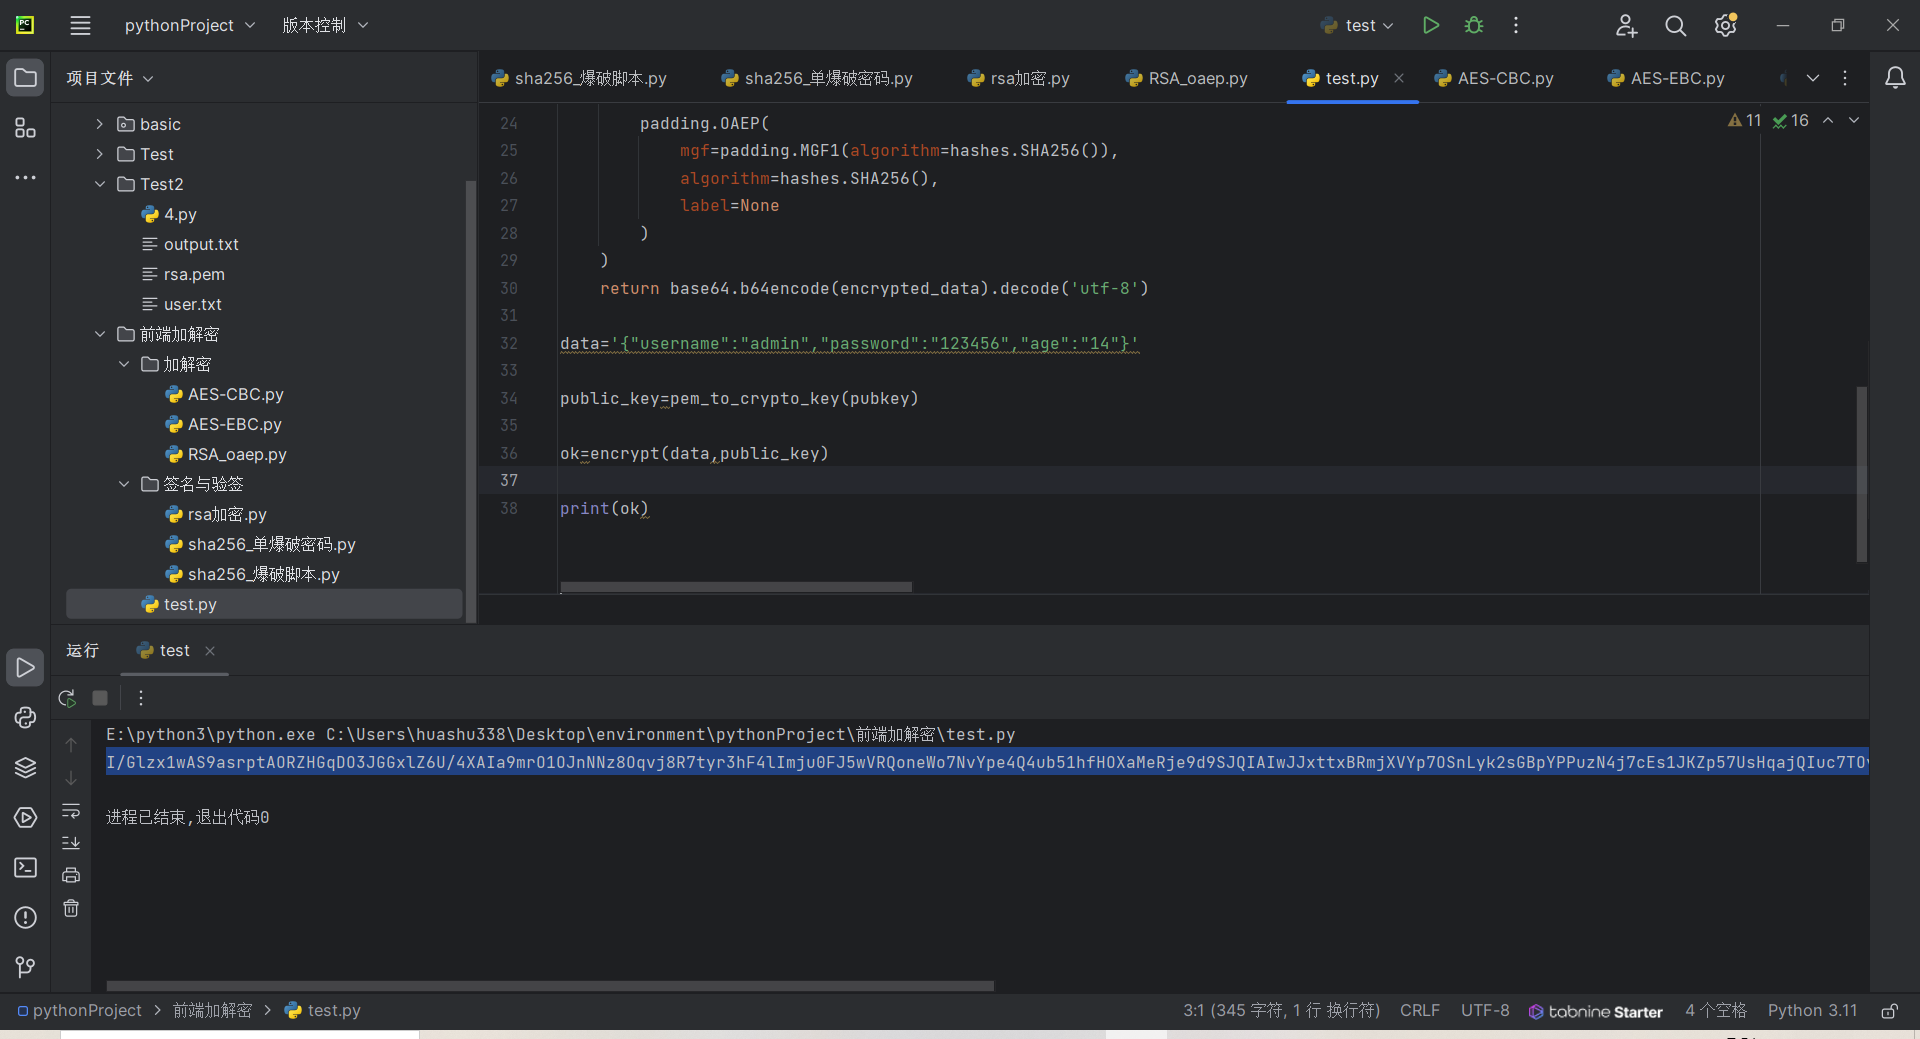 pythonProject 版本控制 test
项目文件
sha256_爆破脚本.py sha256_单爆破密码.py rsa加密.py RSA_oaep.py test.py AES-CBC.py AES-EBC.py
basic
Test
Test2
4.py
output.txt
rsa.pem
user.txt
前端加解密
加解密
AES-CBC.py
AES-EBC.py
RSA_oaep.py
签名与验签
rsa加密.py
sha256_单爆破密码.py
sha256_爆破脚本.py
test.py
11 16
24 padding.OAEP(
25 mgf=padding.MGF1(algorithm=hashes.SHA256()),
26 algorithm=hashes.SHA256(),
27 label=None
28 )
29 )
30 return base64.b64encode(encrypted_data).decode('utf-8')
31
32 data='{"username":"admin","password":"123456","age":"14"}'
33
34 public_key=pem_to_crypto_key(pubkey)
35
36 ok=encrypt(data,public_key)
37
38 print(ok)
运行 test
E:\python3\python.exe C:\Users\huashu338\Desktop\environment\pythonProject\前端加解密\test.py
进程已结束,退出代码0
pythonProject > 前端加解密 > test.py
3:1 (345 字符, 1 行 换行符) CRLF UTF-8 tabnine Starter 4 个空格 Python 3.11